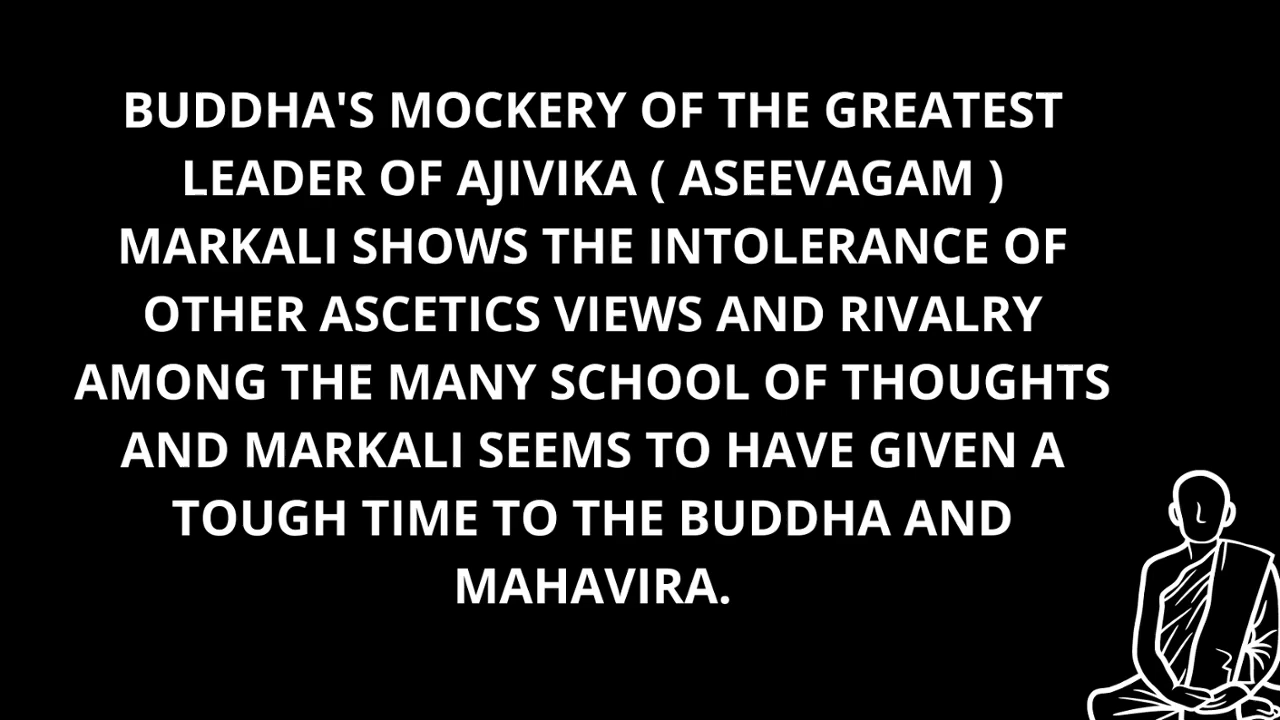 BUDDHA'S MOCKERY OF THE GREATEST
LEADER OF AJIVIKA ( ASEEVAGAM )
MARKALI SHOWS THE INTOLERANCE OF
OTHER ASCETICS VIEWS AND RIVALRY
AMONG THE MANY SCHOOL OF THOUGHTS
AND MARKALI SEEMS TO HAVE GIVEN A
TOUGH TIME TO THE BUDDHA AND
MAHAVIRA.